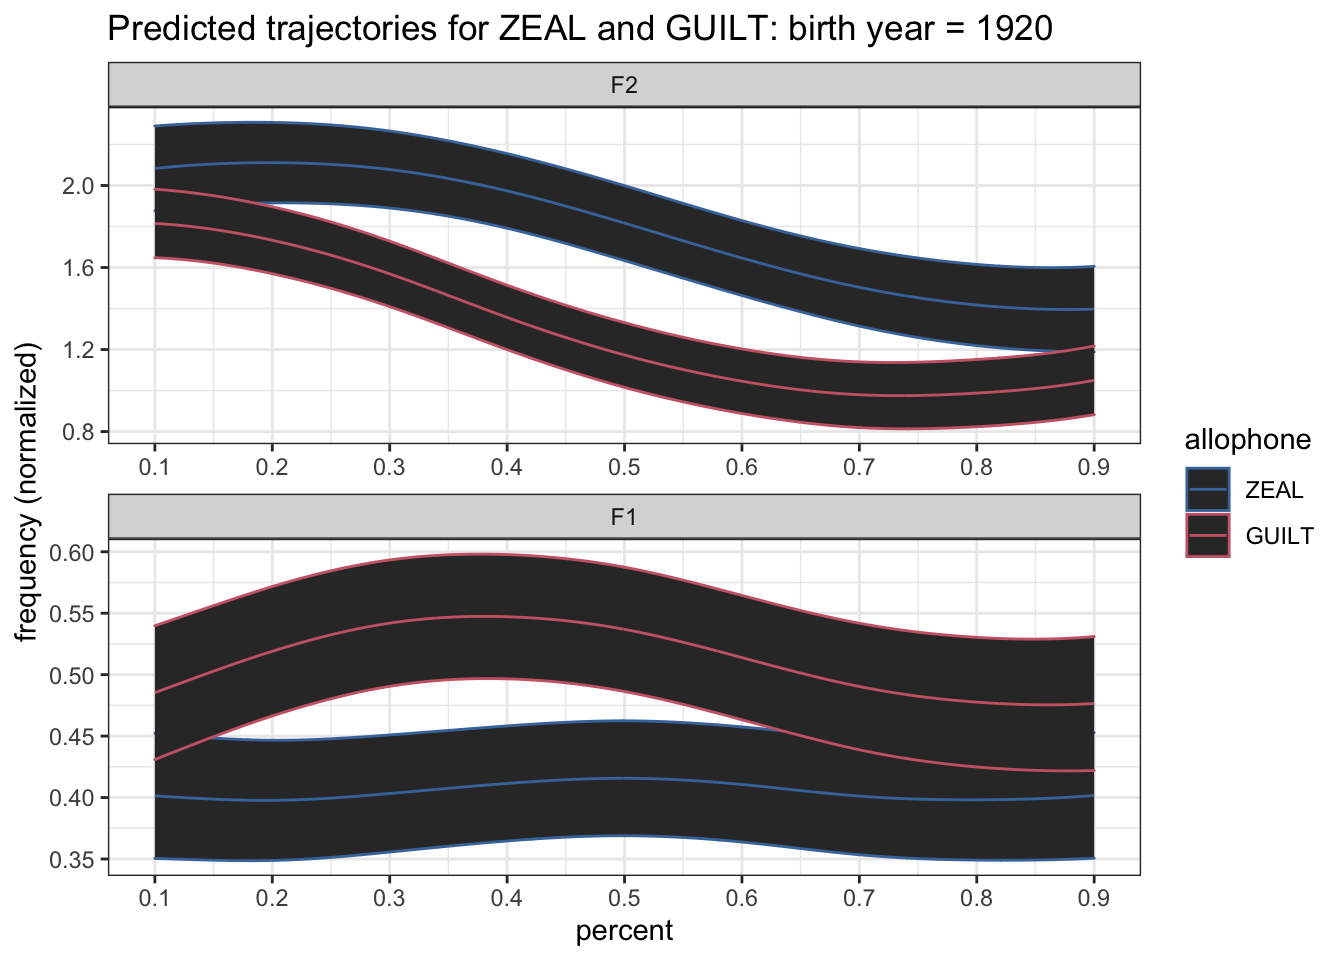 Predicted trajectories for ZEAL and GUILT: birth year = 1920
F2
2.0
1.6
1.2
0.8
0.1 0.2 0.3 0.4 0.5 0.6 0.7 0.8 0.9
frequency (normalized)
F1
0.60
0.55
0.50
0.45
0.40
0.35
0.1 0.2 0.3 0.4 0.5 0.6 0.7 0.8 0.9
percent
allophone
ZEAL
GUILT